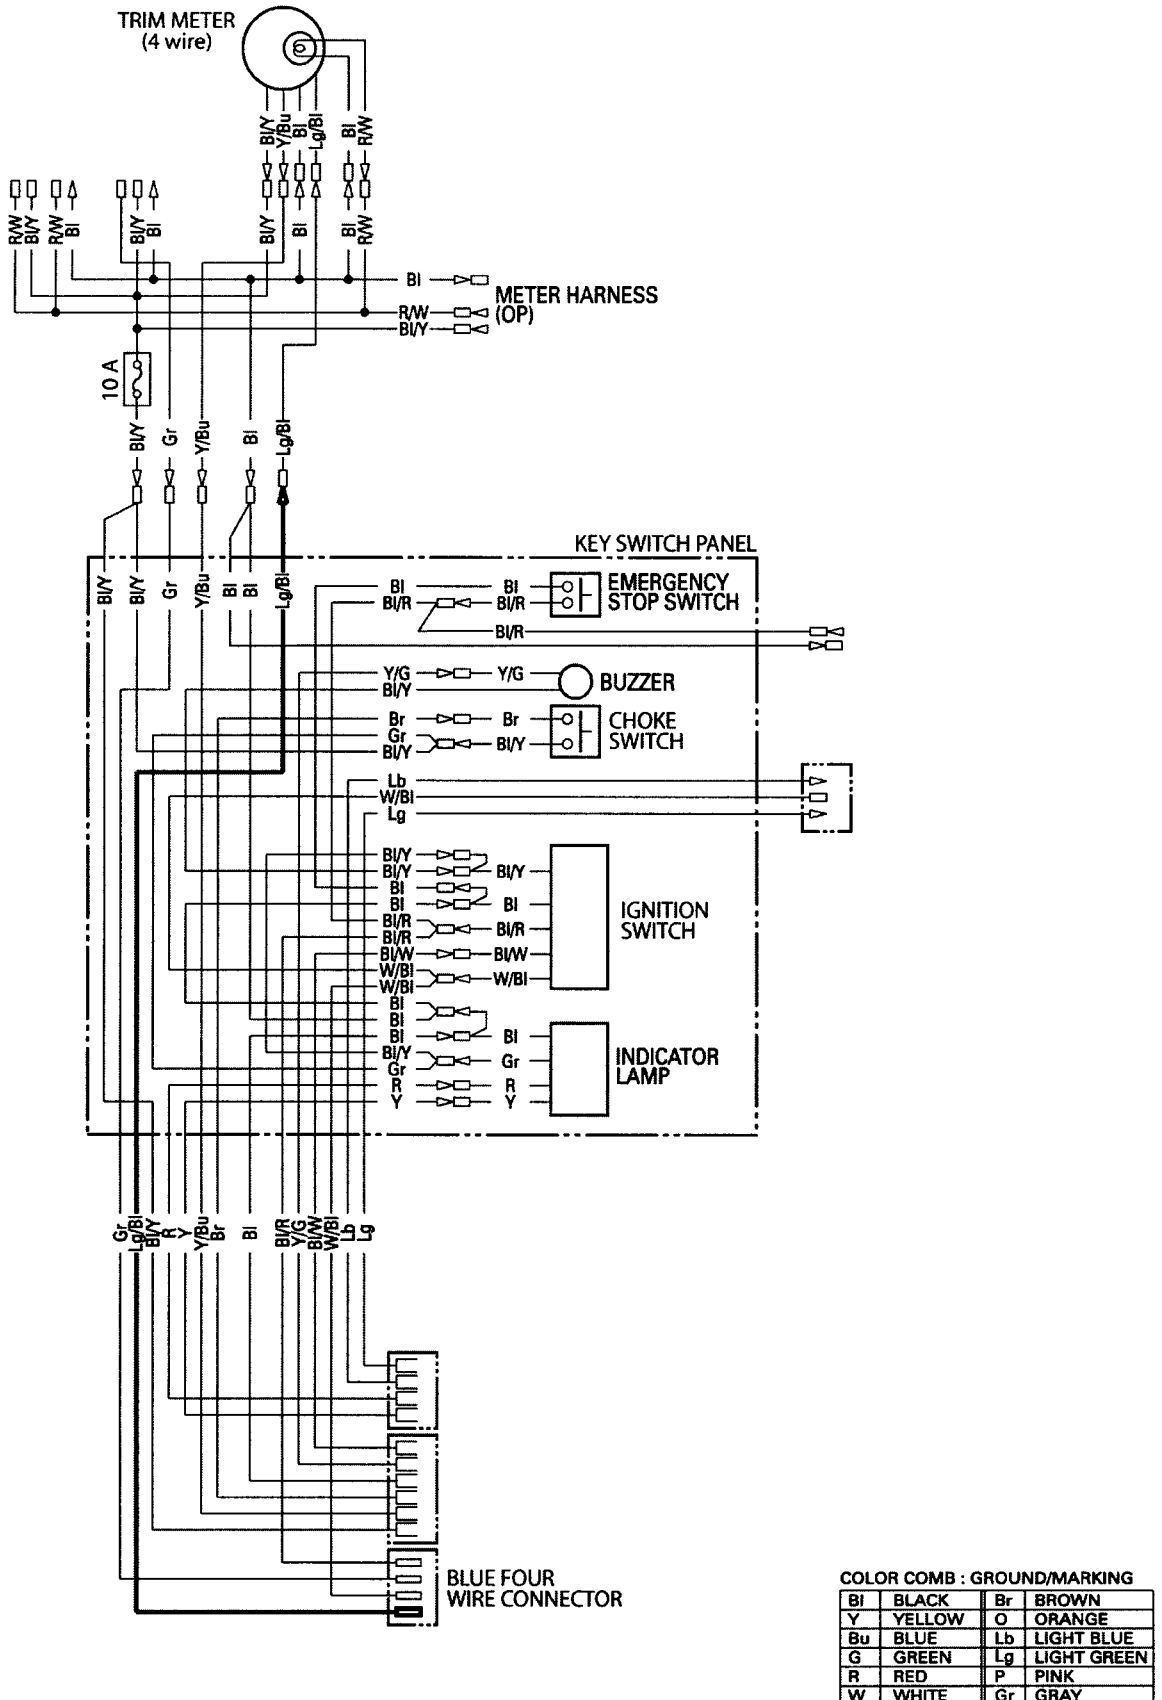 TRIM METER
(4 wire)
Bl/Y Y/Bu Bl Lg/Bl Bl R/W
R/W Bl/Y R/W Bl Bl/Y Bl Bl/Y Bl Bl R/W
Bl
METER HARNESS
(OP)
R/W
Bl/Y
10 A
Bl/Y Gr Y/Bu Bl Lg/Bl
KEY SWITCH PANEL
Bl/Y Bl/Y Gr Y/Bu Bl Bl Lg/Bl
Bl Bl EMERGENCY
Bl/R Bl/R STOP SWITCH
Bl/R
Y/G Y/G BUZZER
Bl/Y
Br Br CHOKE
Gr SWITCH
Bl/Y Bl/Y
Lb
W/Bl
Lg
Bl/Y
Bl/Y Bl/Y
Bl
Bl Bl IGNITION
Bl/R SWITCH
Bl/R Bl/R
Bl/W Bl/W
W/Bl
W/Bl W/Bl
Bl
Bl
Bl Bl
Bl/Y INDICATOR
Gr Gr LAMP
R R
Y Y
Gr Lg/Bl Bl/Y R Y Y/Bu Br Bl Bl/R Y/G Bl/W W/Bl Lb Lg
BLUE FOUR
WIRE CONNECTOR
COLOR COMB : GROUND/MARKING
Bl BLACK Br BROWN
Y YELLOW O ORANGE
Bu BLUE Lb LIGHT BLUE
G GREEN Lg LIGHT GREEN
R RED P PINK
W WHITE Gr GRAY